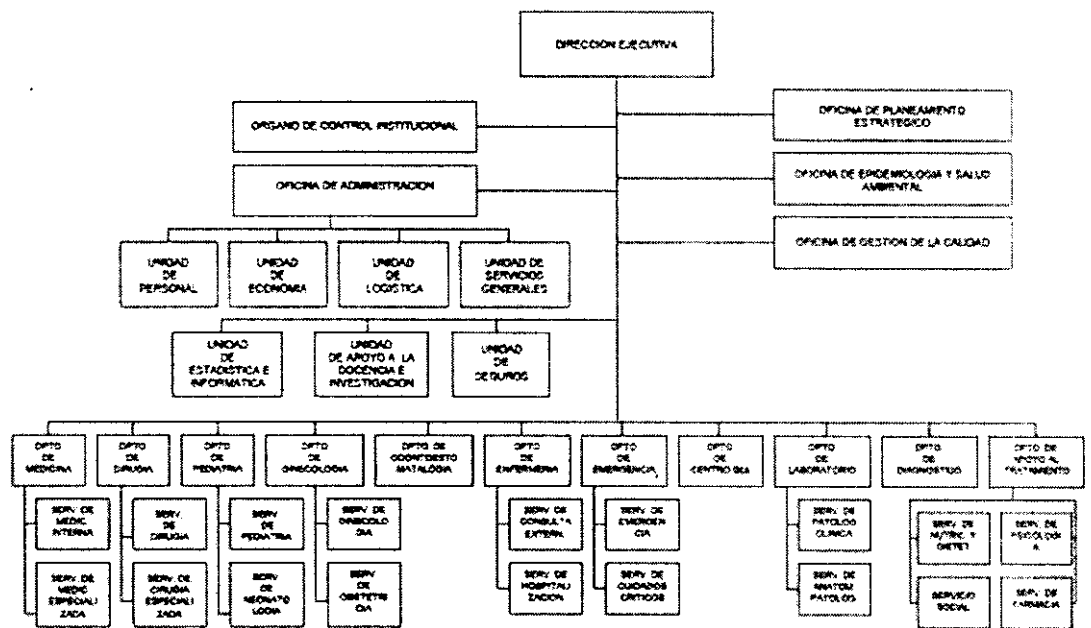 DIRECCION EJECUTIVA
ORGANO DE CONTROL INSTITUCIONAL
OFICINA DE PLANEAMIENTO
ESTRATEGICO
OFICINA DE ADMINISTRACION
OFICINA DE EPIDEMIOLOGIA Y SALUD
AMBIENTAL
OFICINA DE GESTION DE LA CALIDAD
UNIDAD
DE
PERSONAL
UNIDAD
DE
ECONOMIA
UNIDAD
DE
LOGISTICA
UNIDAD DE
SERVICIOS
GENERALES
UNIDAD
DE
ESTADISTICA E
INFORMATICA
UNIDAD
DE APOYO A LA
DOCENCIA E
INVESTIGACION
UNIDAD
DE
SEGUROS
DPTO
DE
MEDICINA
DPTO
DE
CIRUGIA
DPTO
DE
PEDIATRIA
DPTO
DE
GINECOLOGIA
DPTO DE
ODONTOESTO
MATALOGIA
DPTO
DE
ENFERMERIA
DPTO
DE
EMERGENCIA
DPTO
DE
DPTO
DE
LABORATORIO
DPTO
DE
DIAGNOSTICO
DPTO
DE
APOYO AL
TRATAMIENTO
SERV. DE
MEDIC
INTERNA
SERV.
DE
CIRUGIA
SERV
DE
PEDIATRIA
SERV. DE
GINECOLO
GIA
SERV. DE
CONSULTA
EXTERN.
SERV. DE
EMERGEN
CIA
SERV. DE
PATOLOG
CLINICA
SERV. DE
NUTRIC. Y
DIETET.
SERV. DE
PSICOLOGI
A
SERV. DE
MEDIC
ESPECIALI
ZADA
SERV. DE
CIRUGIA
ESPECIALI
ZADA
SERV
DE
NEONATO
LOGIA
SERV
DE
OBSTETRI
CIA
SERV. DE
HOSPITALI
ZACION
SERV. DE
CUIDADOS
CRITICOS
SERV. DE
ANATOM
PATOLOG
SERVICIO
SOCIAL
SERV
DE
FARMACIA